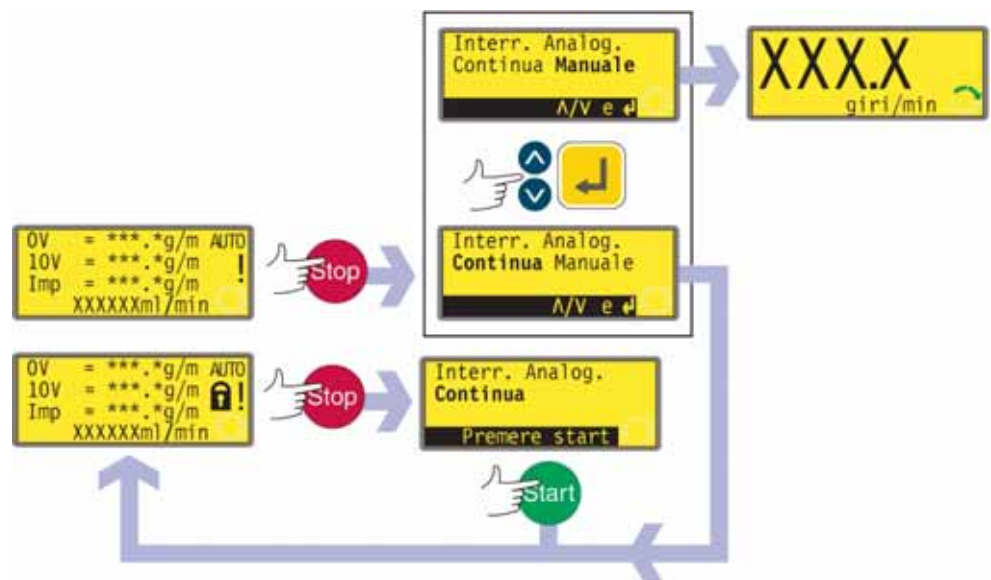 Interr. Analog.
Continua Manuale
Λ/V e ↲
XXX.X
giri/min
0V = ***.*g/m AUTO
10V = ***.*g/m !
Imp = ***.*g/m
XXXXXXml/min
Stop
Interr. Analog.
Continua Manuale
Λ/V e ↲
0V = ***.*g/m AUTO
10V = ***.*g/m !
Imp = ***.*g/m
XXXXXXml/min
Stop
Interr. Analog.
Continua
Premere start
Start